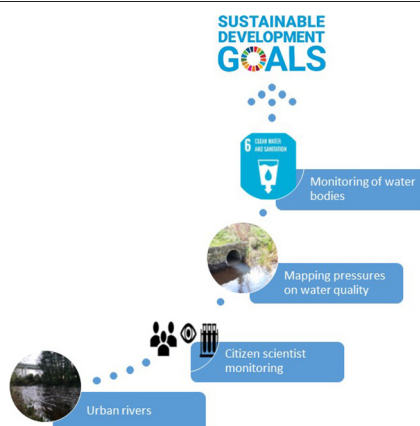 SUSTAINABLE
DEVELOPMENT
GOALS
6 CLEAN WATER
AND SANITATION
Monitoring of water
bodies
Mapping pressures
on water quality
Citizen scientist
monitoring
Urban rivers